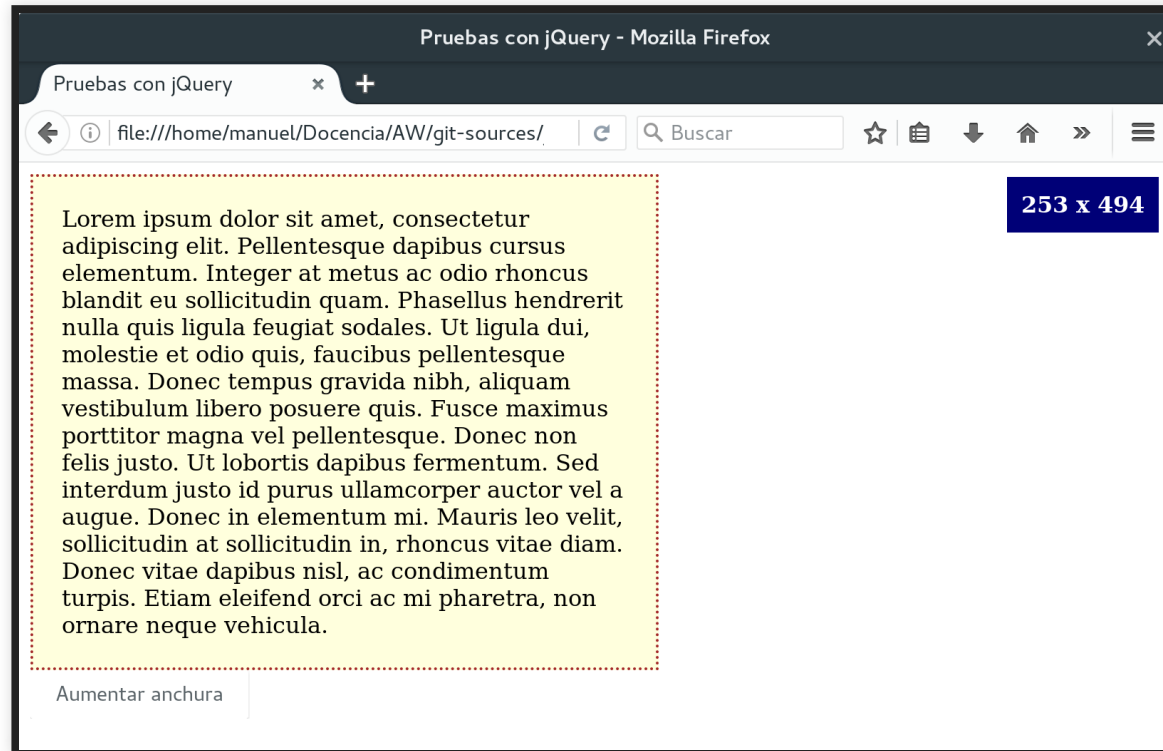 Pruebas con jQuery - Mozilla Firefox
Pruebas con jQuery
file:///home/manuel/Docencia/AW/git-sources/
Buscar
253 x 494
Lorem ipsum dolor sit amet, consectetur
adipiscing elit. Pellentesque dapibus cursus
elementum. Integer at metus ac odio rhoncus
blandit eu sollicitudin quam. Phasellus hendrerit
nulla quis ligula feugiat sodales. Ut ligula dui,
molestie et odio quis, faucibus pellentesque
massa. Donec tempus gravida nibh, aliquam
vestibulum libero posuere quis. Fusce maximus
porttitor magna vel pellentesque. Donec non
felis justo. Ut lobortis dapibus fermentum. Sed
interdum justo id purus ullamcorper auctor vel a
augue. Donec in elementum mi. Mauris leo velit,
sollicitudin at sollicitudin in, rhoncus vitae diam.
Donec vitae dapibus nisl, ac condimentum
turpis. Etiam eleifend orci ac mi pharetra, non
ornare neque vehicula.
Aumentar anchura